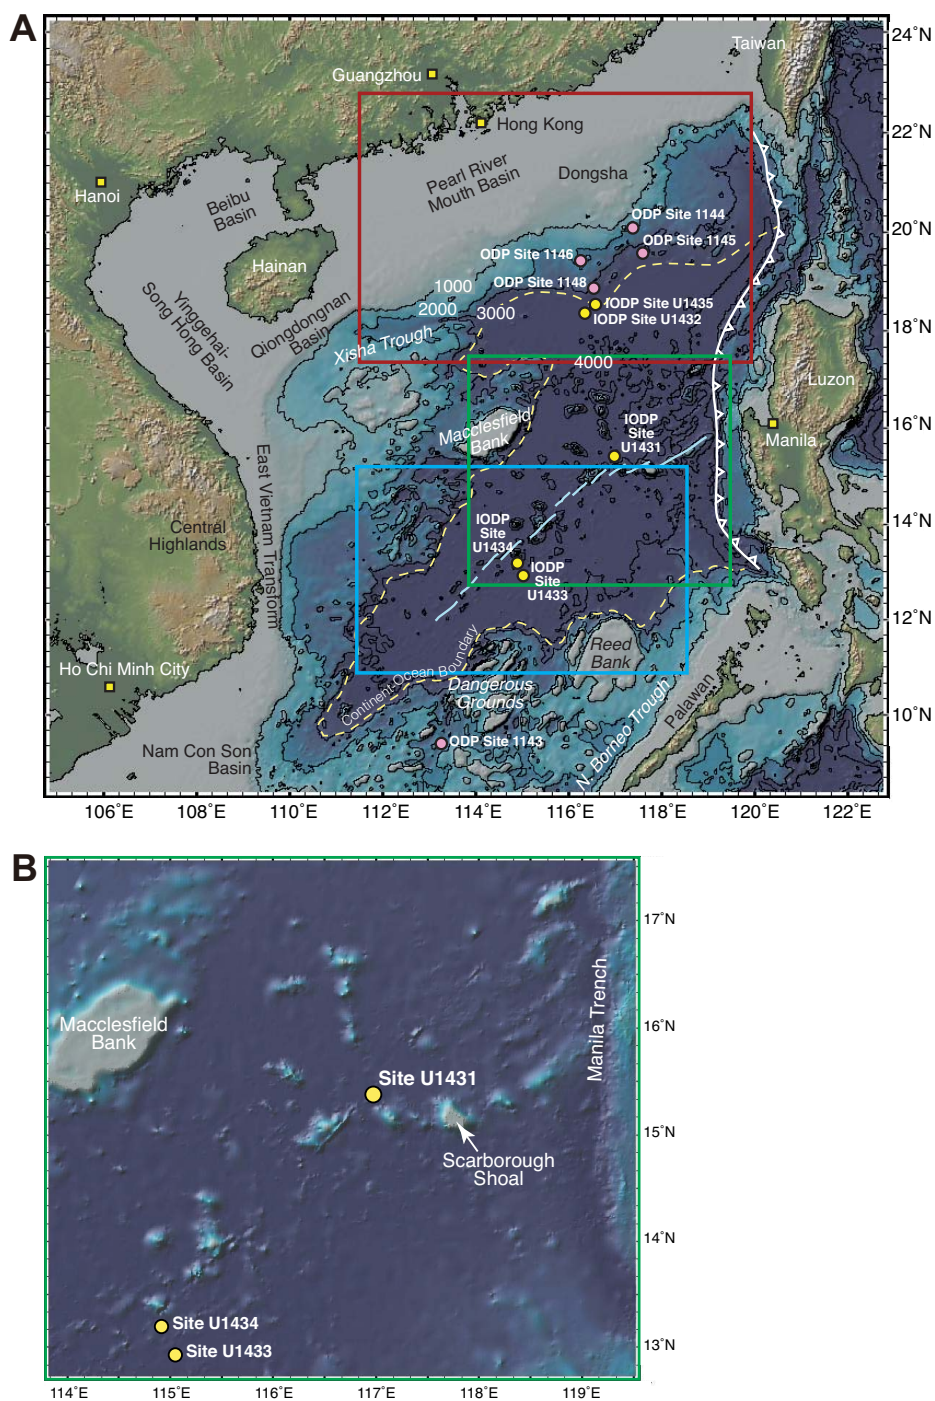 A
Taiwan
24°N
Guangzhou
Hong Kong
22°N
Pearl River
Mouth Basin
Dongsha
Hanoi
Beibu
Basin
ODP Site 1144
20°N
ODP Site 1145
ODP Site 1146
Hainan
ODP Site 1148
1000
2000
3000
IODP Site U1435
IODP Site U1432
Yinggehai-
Song Hong Basin
Qiongdongnan
Basin
18°N
Xisha Trough
4000
Luzon
Macclesfield
Bank
IODP
Site
U1431
16°N
Manila
East Vietnam Transform
Central
Highlands
IODP
Site
U1434
14°N
IODP
Site
U1433
12°N
Reed
Bank
Continent-Ocean Boundary
Ho Chi Minh City
Dangerous
Grounds
N. Borneo Trough
Palawan
10°N
ODP Site 1143
Nam Con Son
Basin
106°E
108°E
110°E
112°E
114°E
116°E
118°E
120°E
122°E
B
17°N
Manila Trench
Macclesfield
Bank
16°N
Site U1431
15°N
Scarborough
Shoal
14°N
Site U1434
Site U1433
13°N
114°E
115°E
116°E
117°E
118°E
119°E